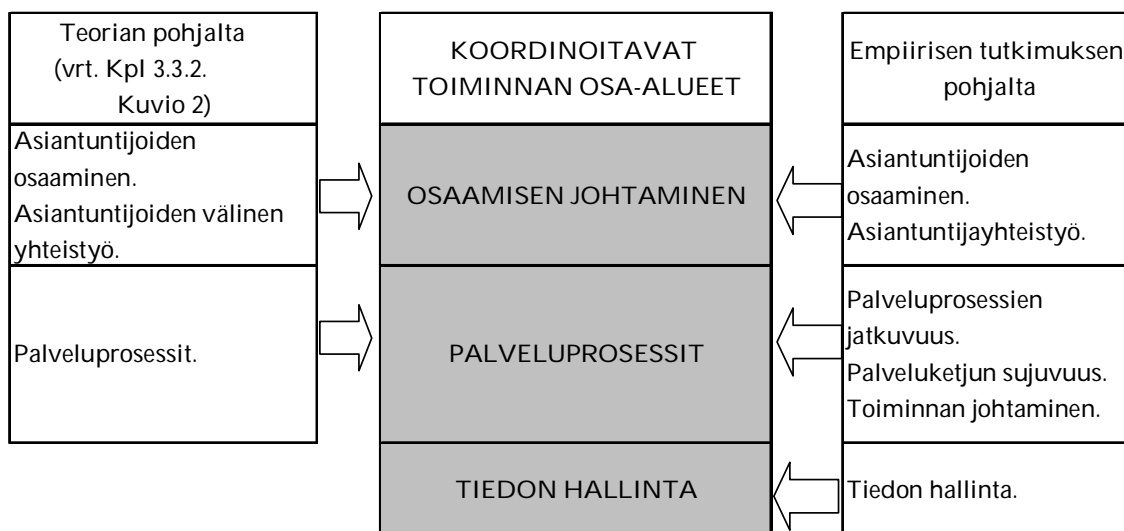 Teorian pohjalta
(vrt. Kpl 3.3.2.
Kuvio 2)
KOORDINOITAVAT
TOIMINNAN OSA-ALUEET
Empiirisen tutkimuksen
pohjalta
Asiantuntijoiden
osaaminen.
Asiantuntijoiden välinen
yhteistyö.
OSAAMISEN JOHTAMINEN
Asiantuntijoiden
osaaminen.
Asiantuntijayhteistyö.
Palveluprosessit.
PALVELUPROSESSIT
Palveluprosessien
jatkuvuus.
Palveluketjun sujuvuus.
Toiminnan johtaminen.
TIEDON HALLINTA
Tiedon hallinta.